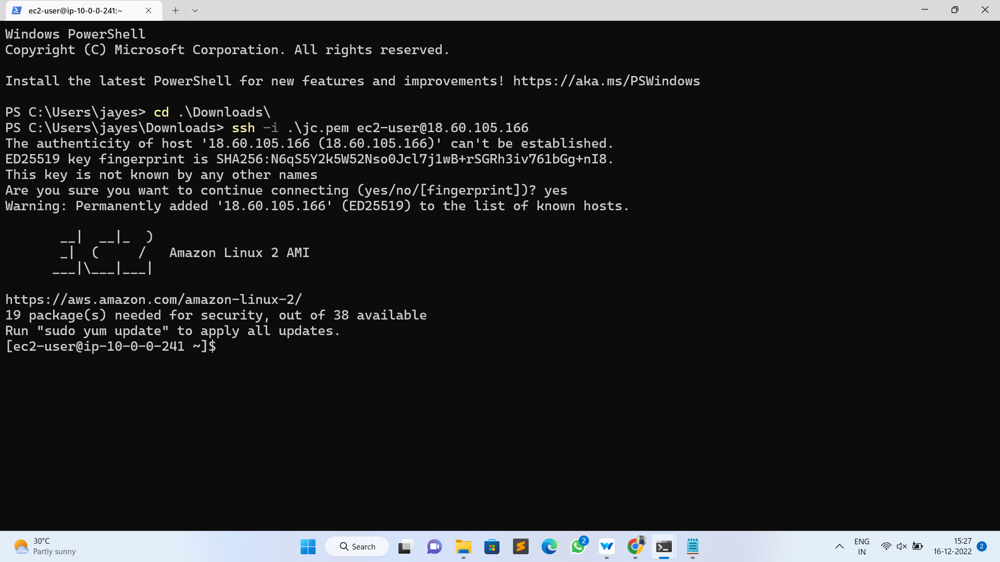 ec2-user@ip-10-0-0-241:~
Windows PowerShell
Copyright (C) Microsoft Corporation. All rights reserved.
Install the latest PowerShell for new features and improvements! https://aka.ms/PSWindows
PS C:\Users\jayes> cd .\Downloads\
PS C:\Users\jayes\Downloads> ssh -i .\jc.pem ec2-user@18.60.105.166
The authenticity of host '18.60.105.166 (18.60.105.166)' can't be established.
ED25519 key fingerprint is SHA256:N6qS5Y2k5W52Nso0Jcl7j1wB+rSGRh3iv761bGg+nI8.
This key is not known by any other names
Are you sure you want to continue connecting (yes/no/[fingerprint])? yes
Warning: Permanently added '18.60.105.166' (ED25519) to the list of known hosts.
       __|  __|_  )
       _|  (     /   Amazon Linux 2 AMI
      ___|\___|___|
https://aws.amazon.com/amazon-linux-2/
19 package(s) needed for security, out of 38 available
Run "sudo yum update" to apply all updates.
[ec2-user@ip-10-0-0-241 ~]$
30°C
Partly sunny
Search
2
ENG
IN
15:27
16-12-2022
2